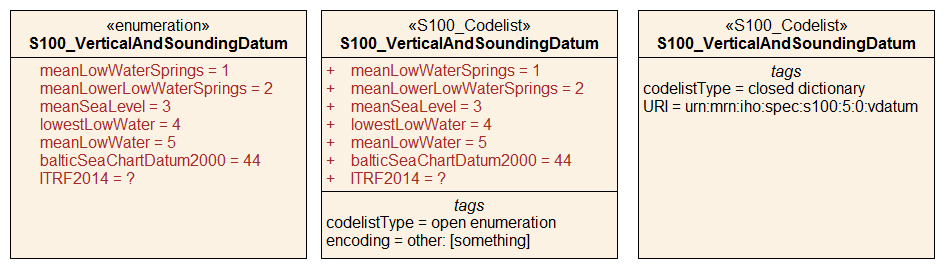 «enumeration»
S100_VerticalAndSoundingDatum
meanLowWaterSprings = 1
meanLowerLowWaterSprings = 2
meanSeaLevel = 3
lowestLowWater = 4
meanLowWater = 5
balticSeaChartDatum2000 = 44
ITRF2014 = ?
«S100_Codelist»
S100_VerticalAndSoundingDatum
+ meanLowWaterSprings = 1
+ meanLowerLowWaterSprings = 2
+ meanSeaLevel = 3
+ lowestLowWater = 4
+ meanLowWater = 5
+ balticSeaChartDatum2000 = 44
+ ITRF2014 = ?
tags
codelistType = open enumeration
encoding = other: [something]
«S100_Codelist»
S100_VerticalAndSoundingDatum
tags
codelistType = closed dictionary
URI = urn:mrn:iho:spec:s100:5:0:vdatum